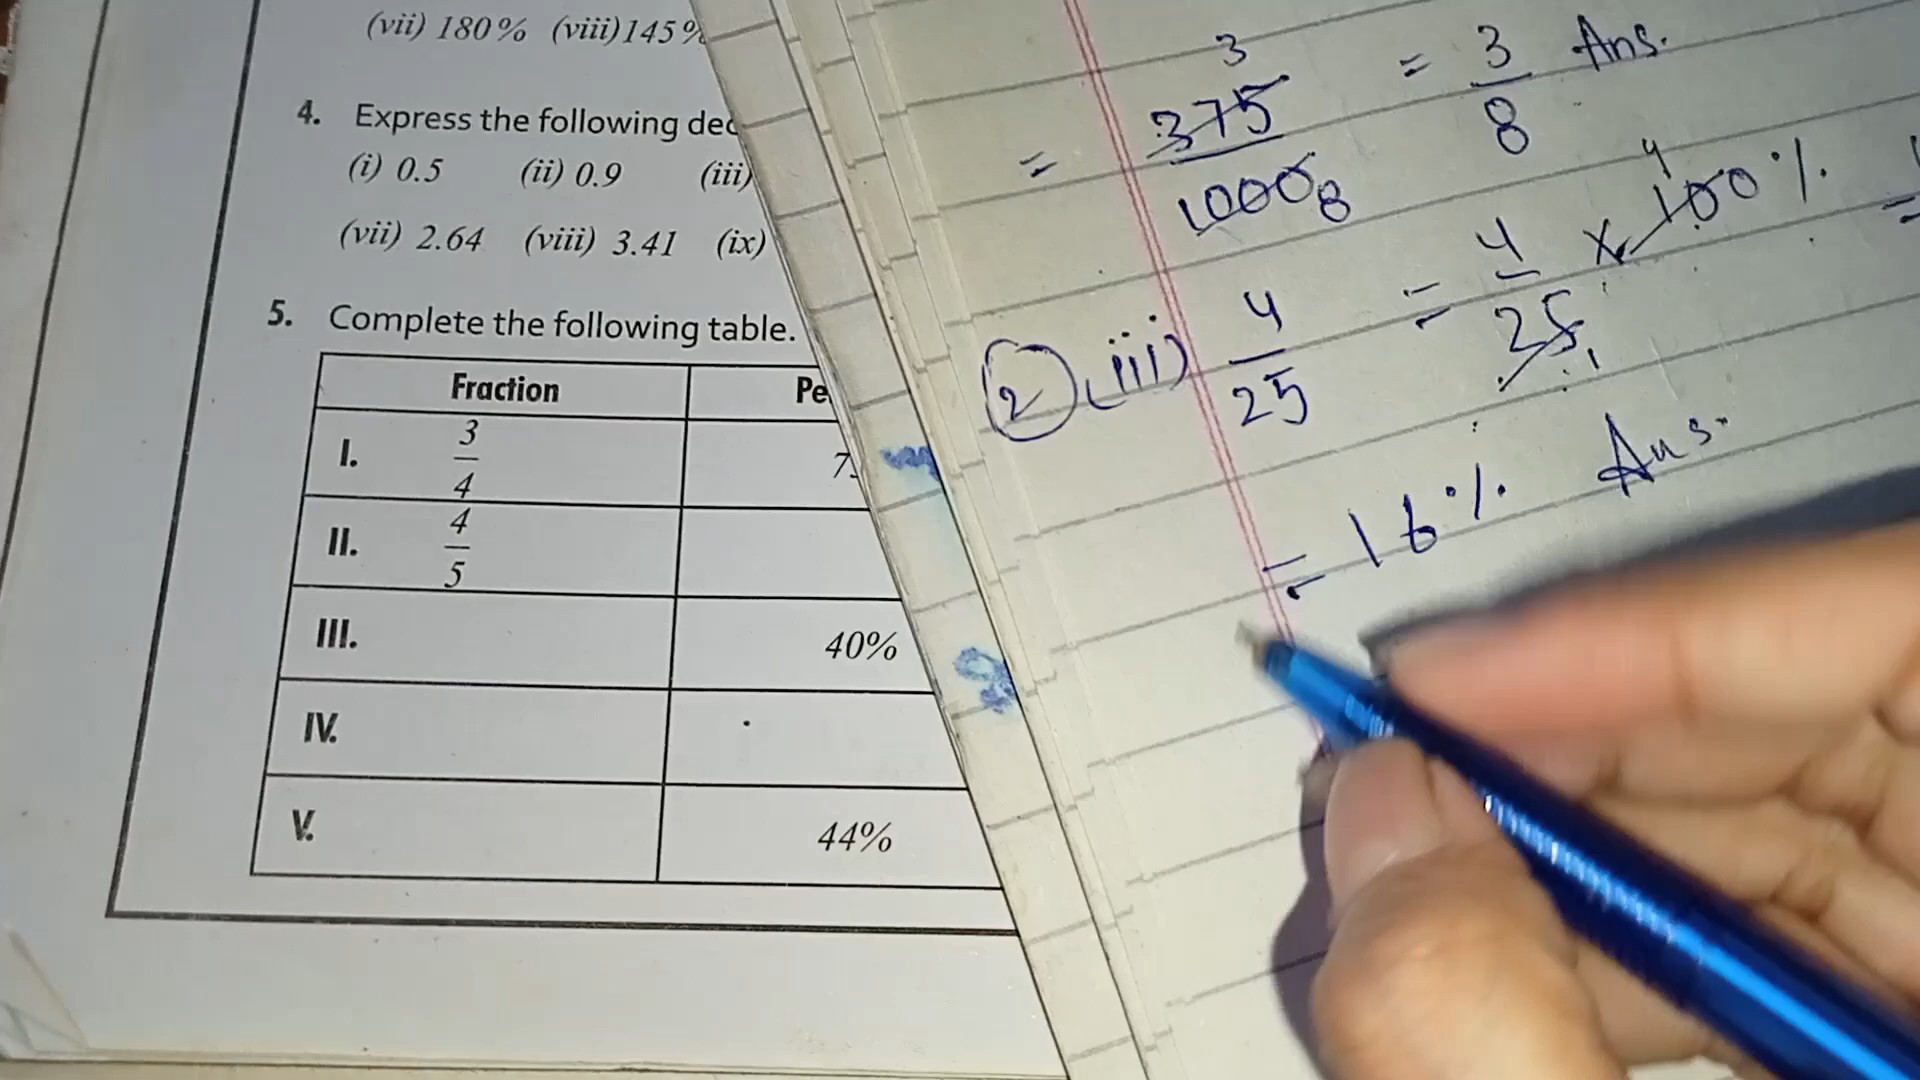 (vii) 180% (viii)145%
4. Express the following dec
(i) 0.5 (ii) 0.9 (iii)
(vii) 2.64 (viii) 3.41 (ix)
5. Complete the following table.
Fraction Pe
I. 3/4 7
II. 4/5
III. 40%
IV.
V. 44%
3
= 375/1000 8 = 3/8 Ans.
4
2 (iii) 4/25 = 4/25 × 100% =
1
= 16% Ans.